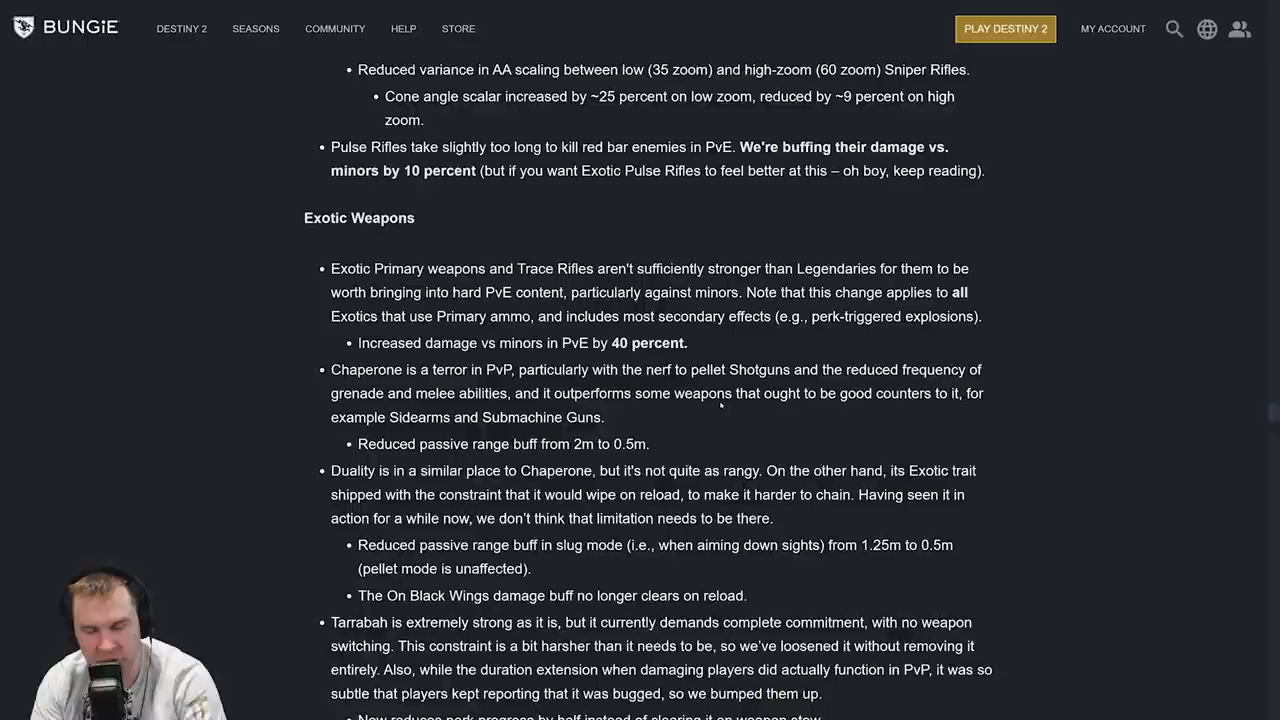 BUNGiE
DESTINY 2
SEASONS
COMMUNITY
HELP
STORE
PLAY DESTINY 2
MY ACCOUNT
• Reduced variance in AA scaling between low (35 zoom) and high-zoom (60 zoom) Sniper Rifles.
• Cone angle scalar increased by ~25 percent on low zoom, reduced by ~9 percent on high
zoom.
• Pulse Rifles take slightly too long to kill red bar enemies in PvE. We're buffing their damage vs.
minors by 10 percent (but if you want Exotic Pulse Rifles to feel better at this – oh boy, keep reading).
Exotic Weapons
• Exotic Primary weapons and Trace Rifles aren't sufficiently stronger than Legendaries for them to be
worth bringing into hard PvE content, particularly against minors. Note that this change applies to all
Exotics that use Primary ammo, and includes most secondary effects (e.g., perk-triggered explosions).
• Increased damage vs minors in PvE by 40 percent.
• Chaperone is a terror in PvP, particularly with the nerf to pellet Shotguns and the reduced frequency of
grenade and melee abilities, and it outperforms some weapons that ought to be good counters to it, for
example Sidearms and Submachine Guns.
• Reduced passive range buff from 2m to 0.5m.
• Duality is in a similar place to Chaperone, but it's not quite as rangy. On the other hand, its Exotic trait
shipped with the constraint that it would wipe on reload, to make it harder to chain. Having seen it in
action for a while now, we don't think that limitation needs to be there.
• Reduced passive range buff in slug mode (i.e., when aiming down sights) from 1.25m to 0.5m
(pellet mode is unaffected).
• The On Black Wings damage buff no longer clears on reload.
• Tarrabah is extremely strong as it is, but it currently demands complete commitment, with no weapon
switching. This constraint is a bit harsher than it needs to be, so we've loosened it without removing it
entirely. Also, while the duration extension when damaging players did actually function in PvP, it was so
subtle that players kept reporting that it was bugged, so we bumped them up.
• Now reduces perk progress by half instead of clearing it on weapon stow.